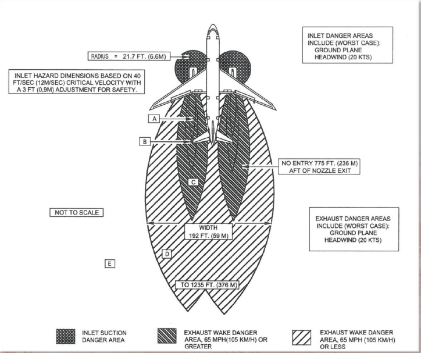 INLET DANGER AREAS
INCLUDE (WORST CASE):
GROUND PLANE
HEADWIND (20 KTS)
RADIUS = 21.7 FT. (6.6M)
INLET HAZARD DIMENSIONS BASED ON 40
FT/SEC (12M/SEC) CRITICAL VELOCITY WITH
A 3 FT (0,9M) ADJUSTMENT FOR SAFETY.
A
B
NO ENTRY 775 FT. (236 M)
AFT OF NOZZLE EXIT
C
NOT TO SCALE
EXHAUST DANGER AREAS
INCLUDE (WORST CASE):
GROUND PLANE
HEADWIND (20 KTS)
WIDTH
192 FT. (59 M)
D
E
TO 1235 FT. (376 M)
INLET SUCTION
DANGER AREA
EXHAUST WAKE DANGER
AREA, 65 MPH(105 KM/H) OR
GREATER
EXHAUST WAKE DANGER
AREA, 65 MPH (105 KM/H)
OR LESS